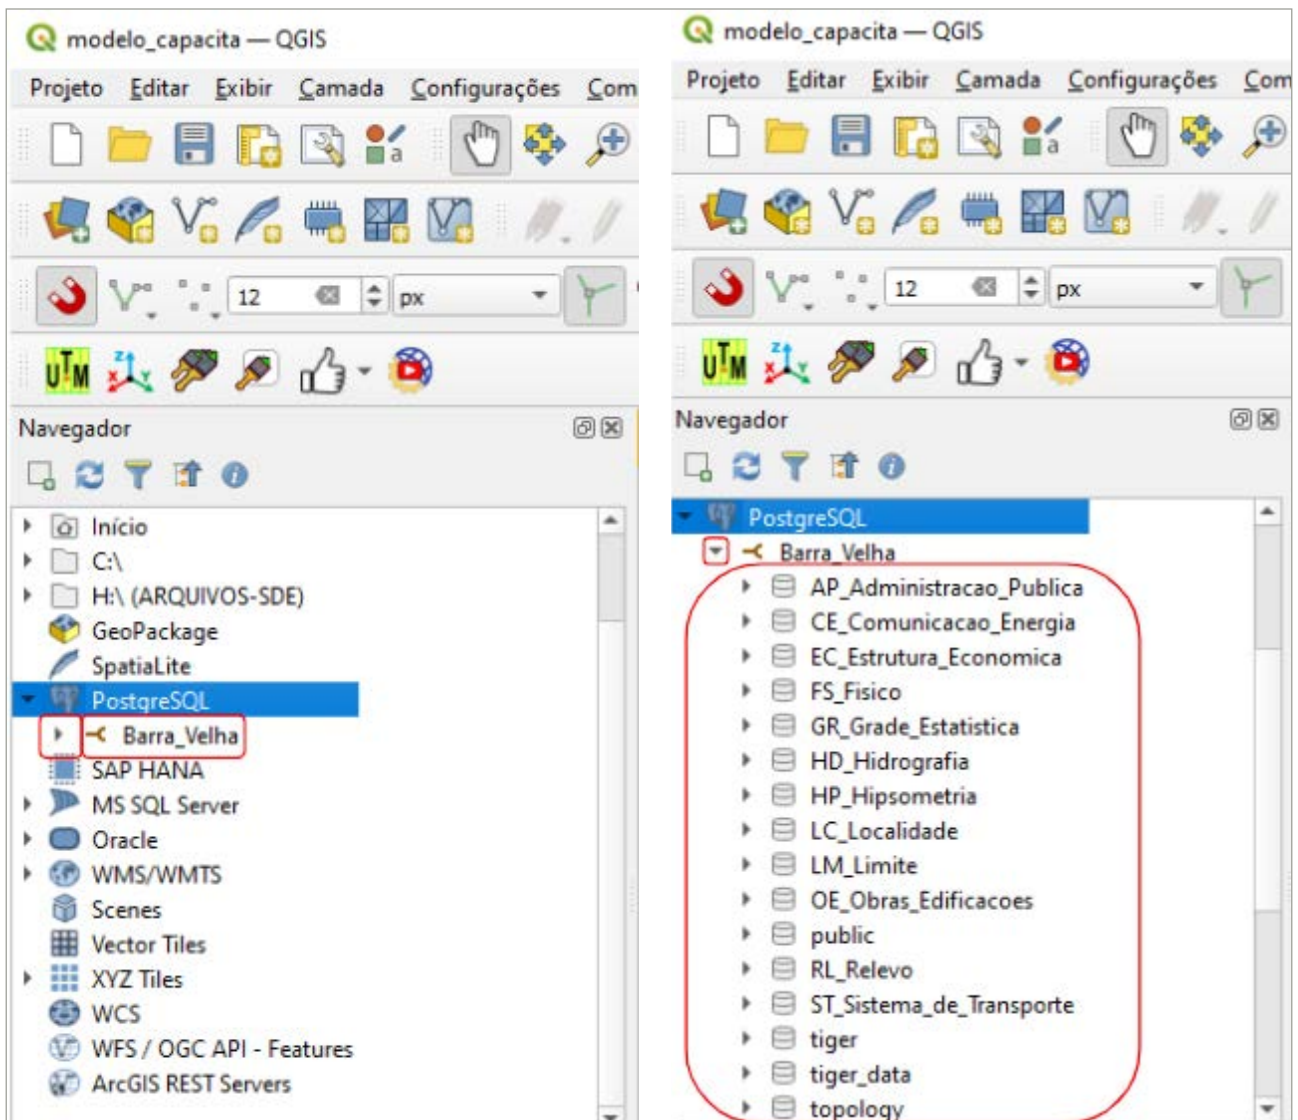 modelo_capacita — QGIS
Projeto Editar Exibir Camada Configurações Com
a
12 px
UTM Z X Y
Navegador
Início
C:\
H:\ (ARQUIVOS-SDE)
GeoPackage
SpatiaLite
PostgreSQL
Barra_Velha
SAP HANA
MS SQL Server
Oracle
WMS/WMTS
Scenes
Vector Tiles
XYZ Tiles
WCS
WFS / OGC API - Features
ArcGIS REST Servers
modelo_capacita — QGIS
Projeto Editar Exibir Camada Configurações Com
a
12 px
UTM Z X Y
Navegador
PostgreSQL
Barra_Velha
AP_Administracao_Publica
CE_Comunicacao_Energia
EC_Estrutura_Economica
FS_Fisico
GR_Grade_Estatistica
HD_Hidrografia
HP_Hipsometria
LC_Localidade
LM_Limite
OE_Obras_Edificacoes
public
RL_Relevo
ST_Sistema_de_Transporte
tiger
tiger_data
topology